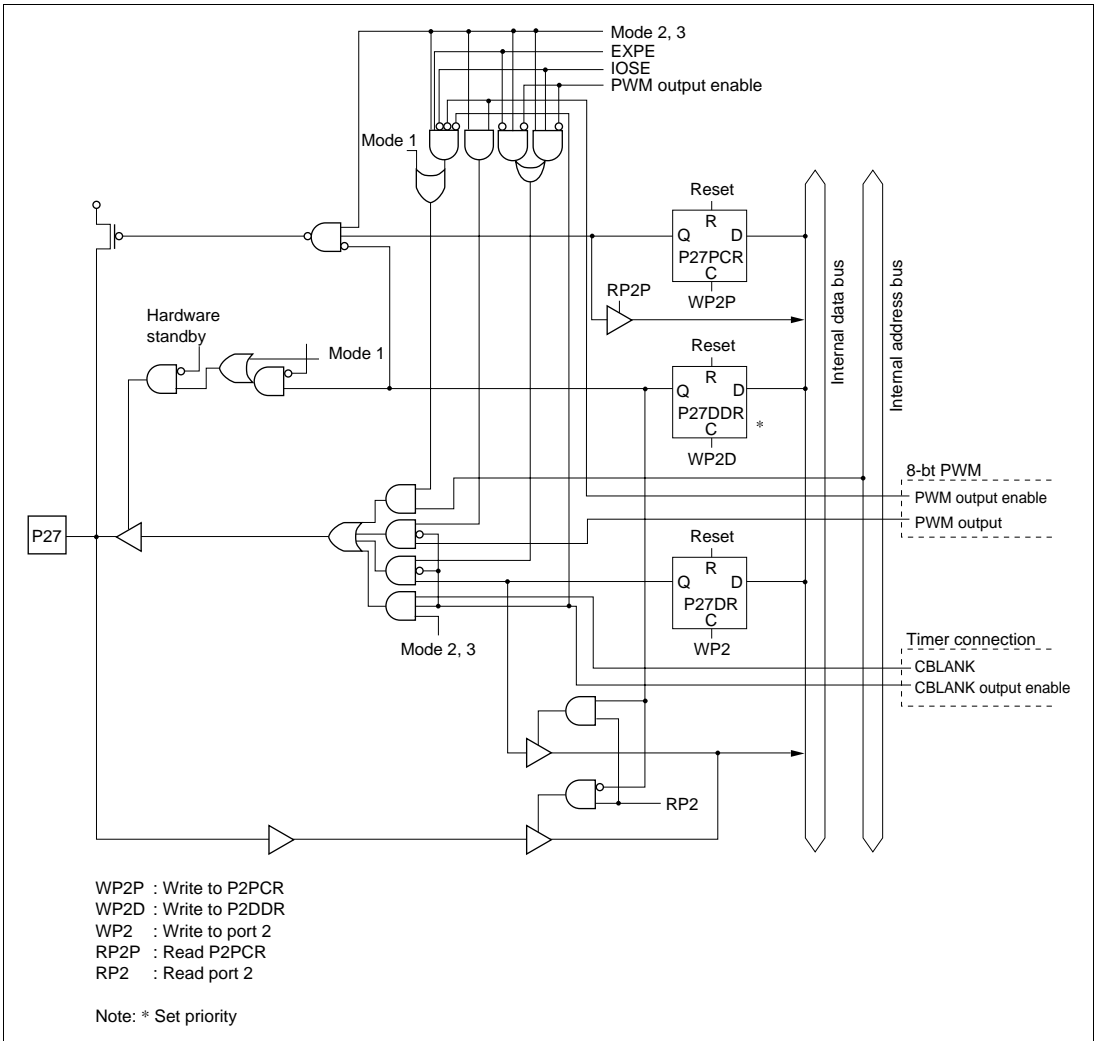 Mode 2, 3
EXPE
IOSE
PWM output enable
Mode 1
Reset
R
Q D
P27PCR
C
WP2P
RP2P
Hardware
standby
Mode 1
Reset
R
Q D
P27DDR
C
*
WP2D
Internal data bus
Internal address bus
8-bt PWM
PWM output enable
PWM output
P27
Reset
R
Q D
P27DR
C
WP2
Mode 2, 3
Timer connection
CBLANK
CBLANK output enable
RP2
WP2P : Write to P2PCR
WP2D : Write to P2DDR
WP2 : Write to port 2
RP2P : Read P2PCR
RP2 : Read port 2
Note: * Set priority